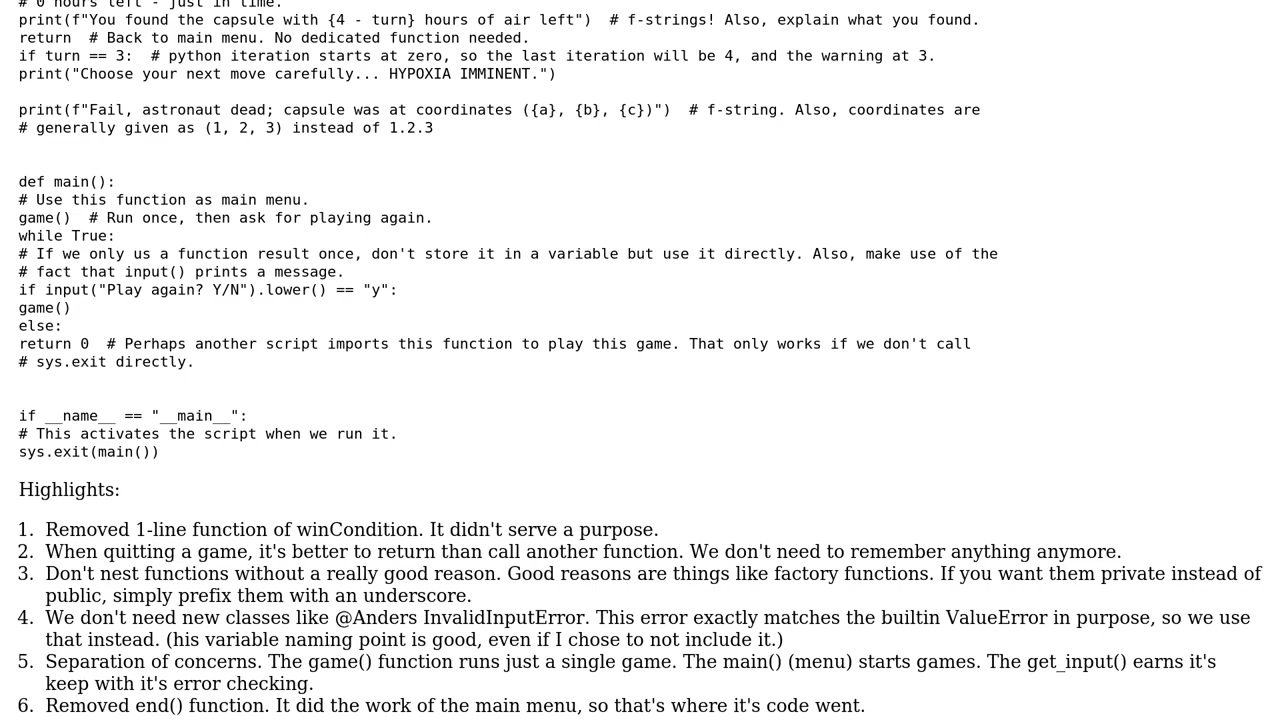 # 0 hours left - just in time.
print(f"You found the capsule with {4 - turn} hours of air left")  # f-strings! Also, explain what you found.
return  # Back to main menu. No dedicated function needed.
if turn == 3:  # python iteration starts at zero, so the last iteration will be 4, and the warning at 3.
print("Choose your next move carefully... HYPOXIA IMMINENT.")
print(f"Fail, astronaut dead; capsule was at coordinates ({a}, {b}, {c})")  # f-string. Also, coordinates are
# generally given as (1, 2, 3) instead of 1.2.3
def main():
# Use this function as main menu.
game()  # Run once, then ask for playing again.
while True:
# If we only us a function result once, don't store it in a variable but use it directly. Also, make use of the
# fact that input() prints a message.
if input("Play again? Y/N").lower() == "y":
game()
else:
return 0  # Perhaps another script imports this function to play this game. That only works if we don't call
# sys.exit directly.
if __name__ == "__main__":
# This activates the script when we run it.
sys.exit(main())
Highlights:
1. Removed 1-line function of winCondition. It didn't serve a purpose.
2. When quitting a game, it's better to return than call another function. We don't need to remember anything anymore.
3. Don't nest functions without a really good reason. Good reasons are things like factory functions. If you want them private instead of
public, simply prefix them with an underscore.
4. We don't need new classes like @Anders InvalidInputError. This error exactly matches the builtin ValueError in purpose, so we use
that instead. (his variable naming point is good, even if I chose to not include it.)
5. Separation of concerns. The game() function runs just a single game. The main() (menu) starts games. The get_input() earns it's
keep with it's error checking.
6. Removed end() function. It did the work of the main menu, so that's where it's code went.